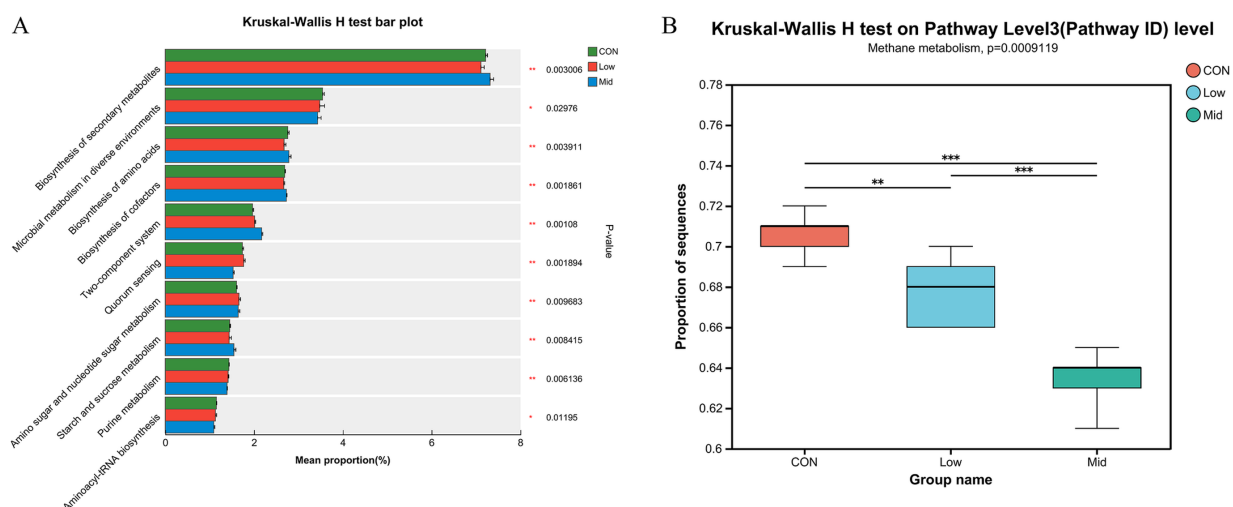 A
Kruskal-Wallis H test bar plot
CON
Low
Mid
Biosynthesis of secondary metabolites
** 0.003006
Microbial metabolism in diverse environments
* 0.02976
Biosynthesis of amino acids
** 0.003911
Biosynthesis of cofactors
** 0.001861
Two-component system
** 0.00108
Quorum sensing
** 0.001894
Amino sugar and nucleotide sugar metabolism
** 0.009683
Starch and sucrose metabolism
** 0.008415
Purine metabolism
** 0.006136
Aminoacyl-tRNA biosynthesis
* 0.01195
P-value
0 2 4 6 8
Mean proportion(%)
B
Kruskal-Wallis H test on Pathway Level3(Pathway ID) level
Methane metabolism, p=0.0009119
CON
Low
Mid
Proportion of sequences
0.78
0.76
0.74
0.72
0.7
0.68
0.66
0.64
0.62
0.6
***
***
**
CON Low Mid
Group name